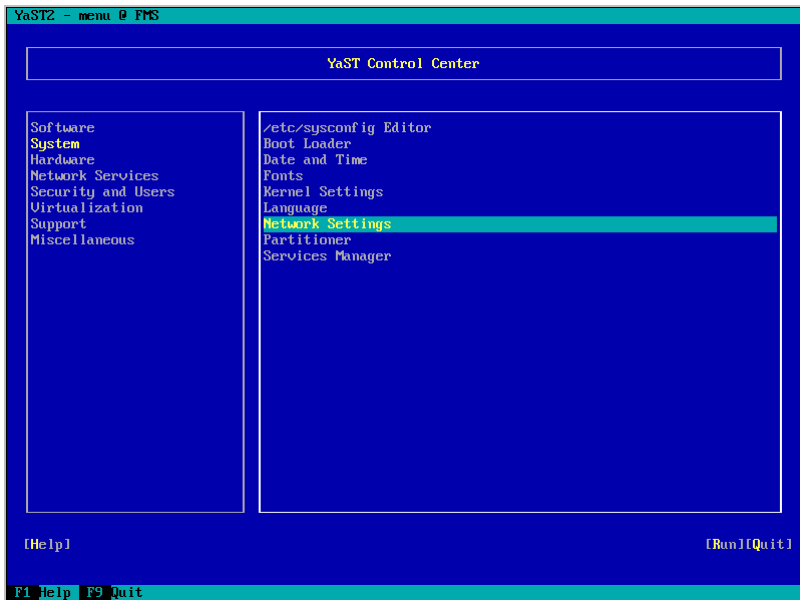 YaST2 - menu @ FMS
YaST Control Center
Software
System
Hardware
Network Services
Security and Users
Virtualization
Support
Miscellaneous
/etc/sysconfig Editor
Boot Loader
Date and Time
Fonts
Kernel Settings
Language
Network Settings
Partitioner
Services Manager
[Help] [Run][Quit]
F1 Help F9 Quit